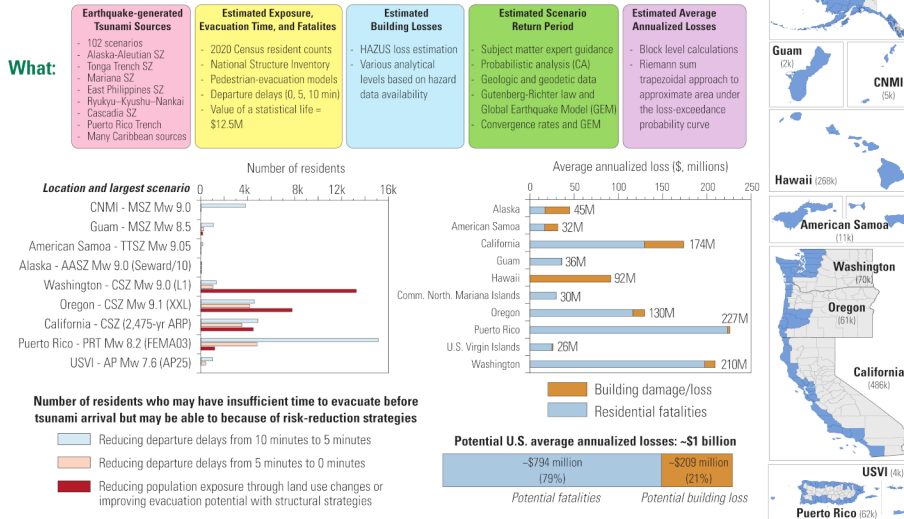 What:
Earthquake-generated
Tsunami Sources
- 102 scenarios
- Alaska-Aleutian SZ
- Tonga Trench SZ
- Mariana SZ
- East Philippines SZ
- Ryukyu–Kyushu–Nankai
- Cascadia SZ
- Puerto Rico Trench
- Many Caribbean sources
Estimated Exposure,
Evacuation Time, and Fatalites
- 2020 Census resident counts
- National Structure Inventory
- Pedestrian-evacuation models
- Departure delays (0, 5, 10 min)
- Value of a statistical life =
$12.5M
Estimated
Building Losses
- HAZUS loss estimation
- Various analytical
levels based on hazard
data availability
Estimated Scenario
Return Period
- Subject matter expert guidance
- Probabilistic analysis (CA)
- Geologic and geodetic data
- Gutenberg-Richter law and
Global Earthquake Model (GEM)
- Convergence rates and GEM
Estimated Average
Annualized Losses
- Block level calculations
- Riemann sum
trapezoidal approach to
approximate area under
the loss-exceedance
probability curve
Number of residents
Location and largest scenario
0 4k 8k 12k 16k
CNMI - MSZ Mw 9.0
Guam - MSZ Mw 8.5
American Samoa - TTSZ Mw 9.05
Alaska - AASZ Mw 9.0 (Seward/10)
Washington - CSZ Mw 9.0 (L1)
Oregon - CSZ Mw 9.1 (XXL)
California - CSZ (2,475-yr ARP)
Puerto Rico - PRT Mw 8.2 (FEMA03)
USVI - AP Mw 7.6 (AP25)
Number of residents who may have insufficient time to evacuate before
tsunami arrival but may be able to because of risk-reduction strategies
Reducing departure delays from 10 minutes to 5 minutes
Reducing departure delays from 5 minutes to 0 minutes
Reducing population exposure through land use changes or
improving evacuation potential with structural strategies
Average annualized loss ($, millions)
0 50 100 150 200 250
Alaska 45M
American Samoa 32M
California 174M
Guam 36M
Hawaii 92M
Comm. North. Mariana Islands 30M
Oregon 130M
Puerto Rico 227M
U.S. Virgin Islands 26M
Washington 210M
Building damage/loss
Residential fatalities
Potential U.S. average annualized losses: ~$1 billion
~$794 million
(79%)
~$209 million
(21%)
Potential fatalities
Potential building loss
Guam
(2k)
CNMI
(5k)
Hawaii (268k)
American Samoa
(11k)
Washington
(70k)
Oregon
(61k)
California
(486k)
USVI (4k)
Puerto Rico (62k)